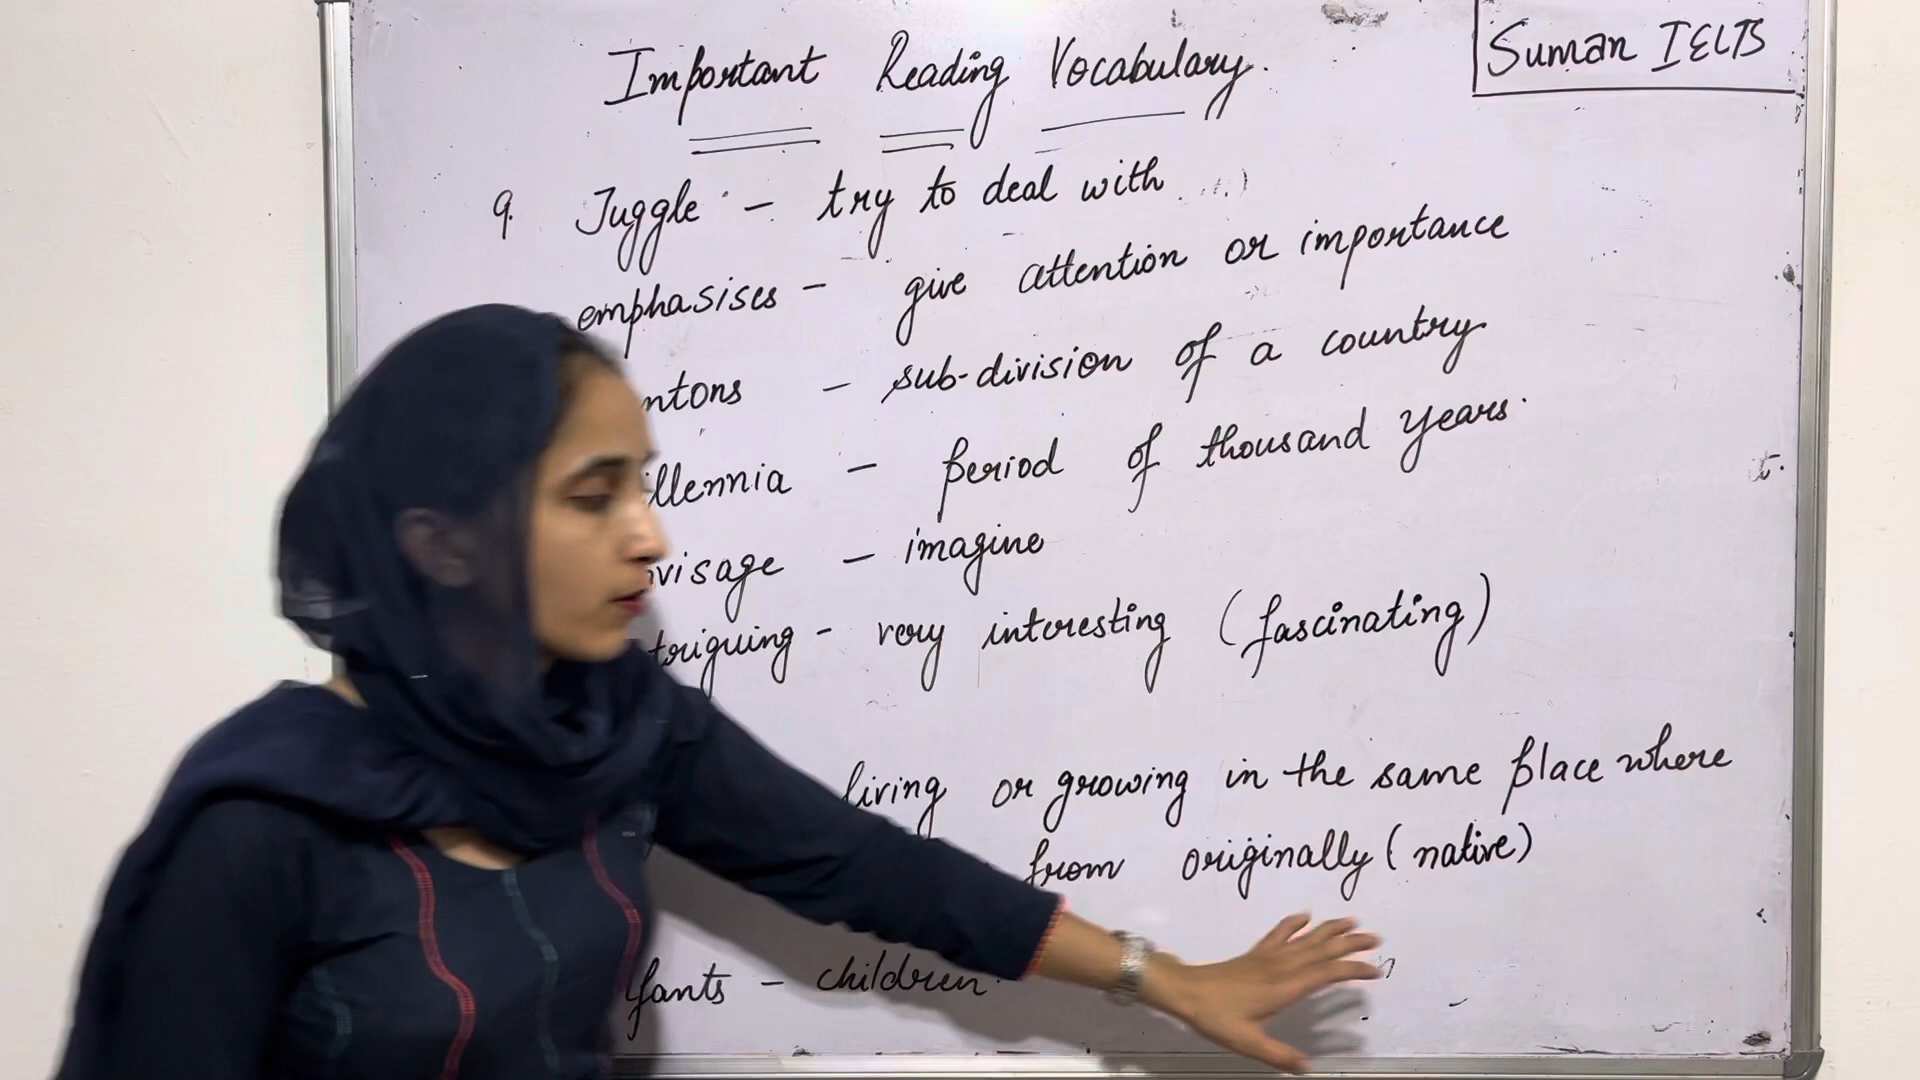 Important Reading Vocabulary.
Suman IELTS
9. Juggle - try to deal with
emphasises - give attention or importance
ntons - sub-division of a country
illennia - period of thousand years.
visage - imagine
triguing - very interesting (fascinating)
living or growing in the same place where
from originally (native)
fants - children